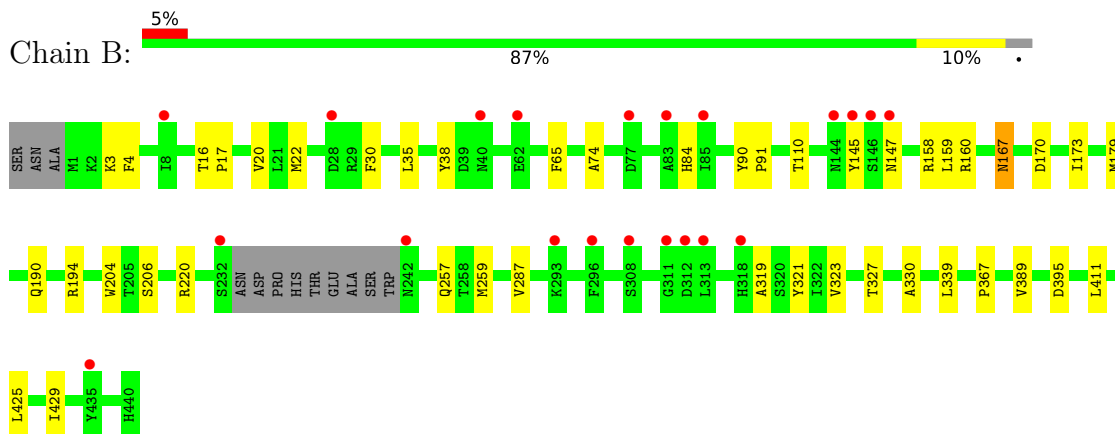 5%
Chain B:
87% 10% •
SER ASN ALA M1 K2 K3 F4 I8 T16 P17 V20 L21 M22 D28 R29 F30 L35 Y38 D39 N40 E62 F65 A74 D77 A83 H84 I85 Y90 P91 T110 N144 Y145 S146 N147 R158 L159 R160 N167 D170 I173 M179
Q190 R194 W204 T205 S206 R220 S232 ASN ASP PRO HIS THR GLU ALA SER TRP N242 Q257 T258 M259 V287 K293 F296 S308 G311 D312 L313 H318 A319 S320 Y321 I322 V323 T327 A330 L339 P367 V389 D395 L411
L425 I429 Y435 H440